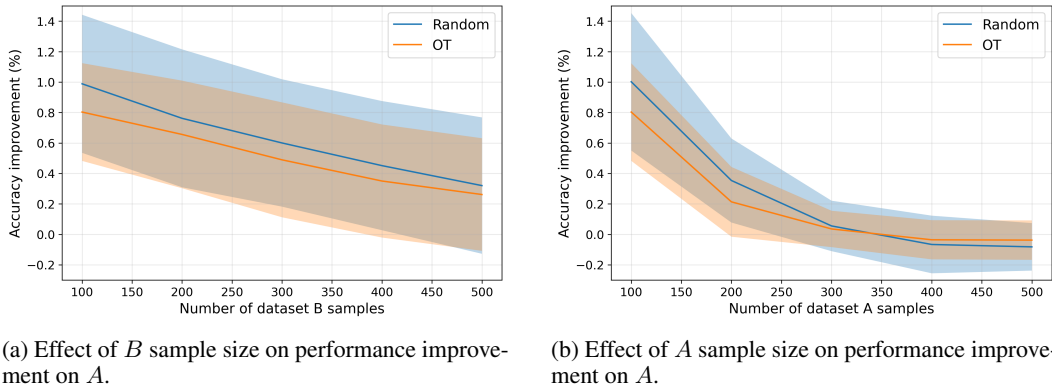 1.4
1.2
1.0
0.8
0.6
0.4
0.2
0.0
−0.2
Accuracy improvement (%)
Random
OT
100 150 200 250 300 350 400 450 500
Number of dataset B samples
(a) Effect of B sample size on performance improve-
ment on A.
1.4
1.2
1.0
0.8
0.6
0.4
0.2
0.0
−0.2
Accuracy improvement (%)
Random
OT
100 150 200 250 300 350 400 450 500
Number of dataset A samples
(b) Effect of A sample size on performance improve-
ment on A.